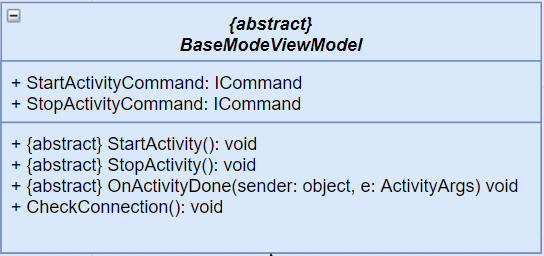 {abstract}
BaseModeViewModel
+ StartActivityCommand: ICommand
+ StopActivityCommand: ICommand
+ {abstract} StartActivity(): void
+ {abstract} StopActivity(): void
+ {abstract} OnActivityDone(sender: object, e: ActivityArgs) void
+ CheckConnection(): void